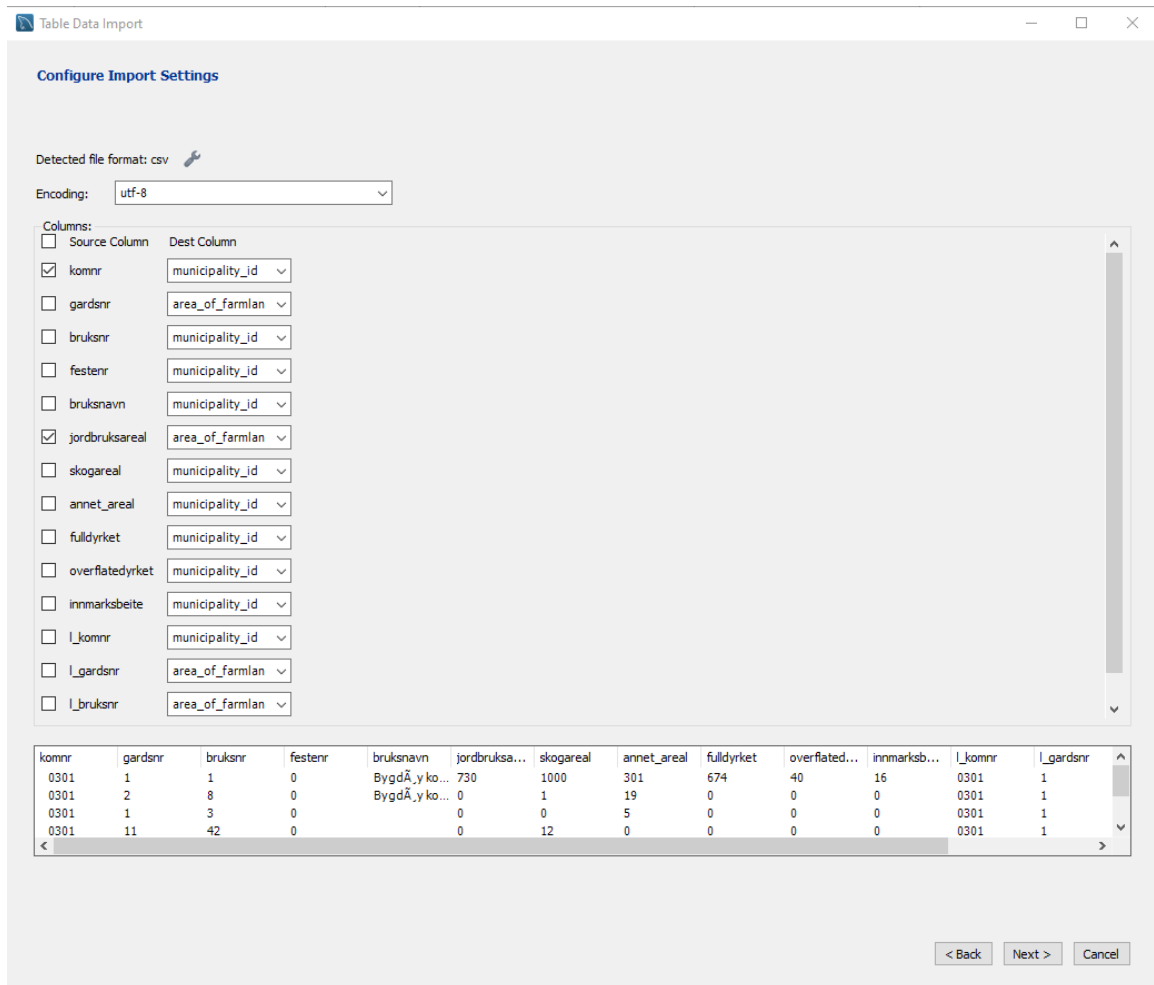 Table Data Import
Configure Import Settings
Detected file format: csv
Encoding: utf-8
Columns:
Source Column Dest Column
komnr municipality_id
gardsnr area_of_farmlan
bruksnr municipality_id
festenr municipality_id
bruksnavn municipality_id
jordbruksareal area_of_farmlan
skogareal municipality_id
annet_areal municipality_id
fulldyrket municipality_id
overflatedyrket municipality_id
innmarksbeite municipality_id
l_komnr municipality_id
l_gardsnr area_of_farmlan
l_bruksnr area_of_farmlan
komnr gardsnr bruksnr festenr bruksnavn jordbruksa... skogareal annet_areal fulldyrket overflated... innmarksb... l_komnr l_gardsnr
0301 1 1 0 BygdÃ¸y ko... 730 1000 301 674 40 16 0301 1
0301 2 8 0 BygdÃ¸y ko... 0 1 19 0 0 0 0301 1
0301 1 3 0 0 0 5 0 0 0 0301 1
0301 11 42 0 0 12 0 0 0 0 0301 1
< Back Next > Cancel